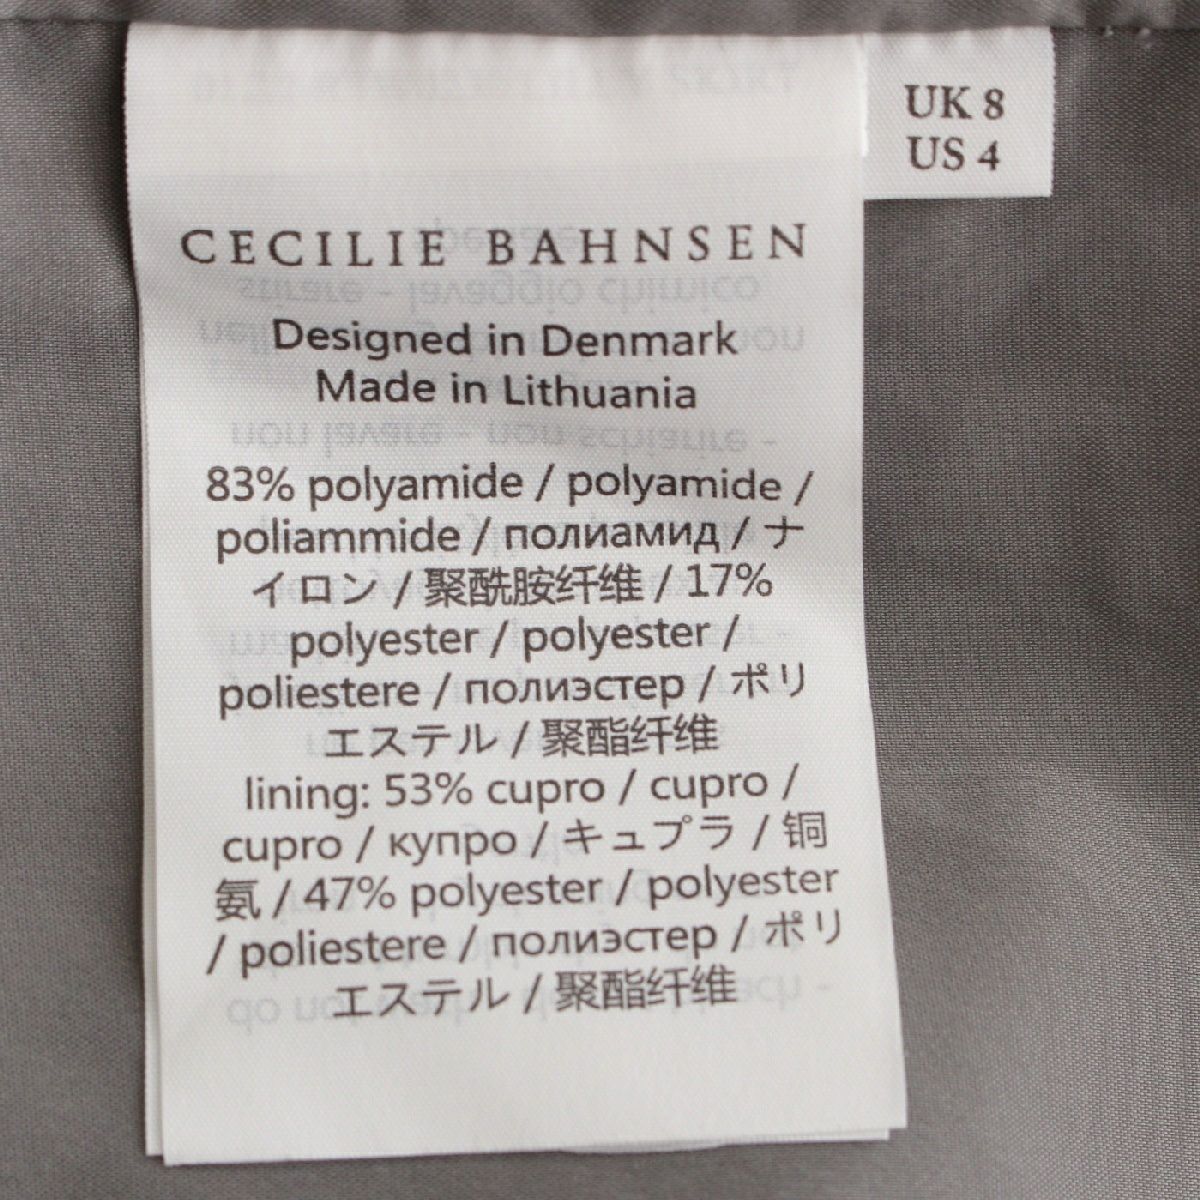 UK 8
US 4
CECILIE BAHNSEN
Designed in Denmark
Made in Lithuania
83% polyamide / polyamide /
poliammide / полиамид / ナ
イロン / 聚酰胺纤维 / 17%
polyester / polyester /
poliestere / полиэстер / ポリ
エステル / 聚酯纤维
lining: 53% cupro / cupro /
cupro / купро / キュプラ / 铜
氨 / 47% polyester / polyester
/ poliestere / полиэстер / ポリ
エステル / 聚酯纤维